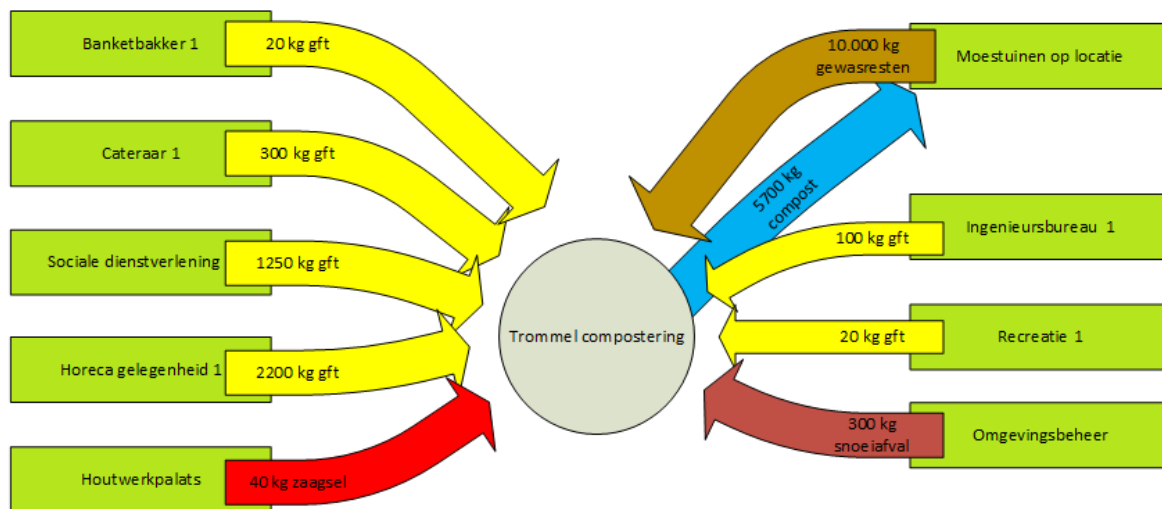 Banketbakker 1
20 kg gft
Cateraar 1
300 kg gft
Sociale dienstverlening
1250 kg gft
Horeca gelegenheid 1
2200 kg gft
Houtwerkpalats
40 kg zaagsel
Trommel compostering
10.000 kg
gewasresten
Moestuinen op locatie
5700 kg
compost
100 kg gft
Ingenieursbureau 1
20 kg gft
Recreatie 1
300 kg
snoeiafval
Omgevingsbeheer